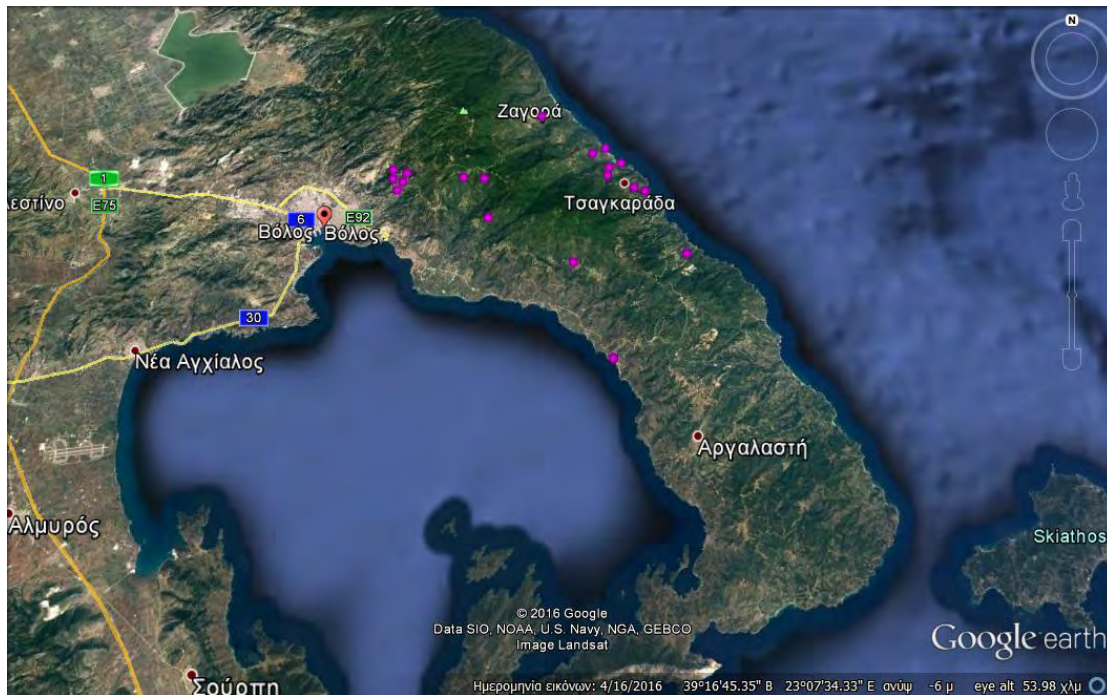 N
Ζαγορά
1
λεστίνο
E75
Τσαγκαράδα
6
E92
Βόλος
Βόλος
30
Νέα Αγχίαλος
Αργαλαστή
Αλμυρός
Skiathos
© 2016 Google
Data SIO, NOAA, U.S. Navy, NGA, GEBCO
Image Landsat
Google earth
Σούρπη
Ημερομηνία εικόνων: 4/16/2016 39°16'45.35" Β 23°07'34.33" Ε ανύψ -6 μ eye alt 53.98 χλμ